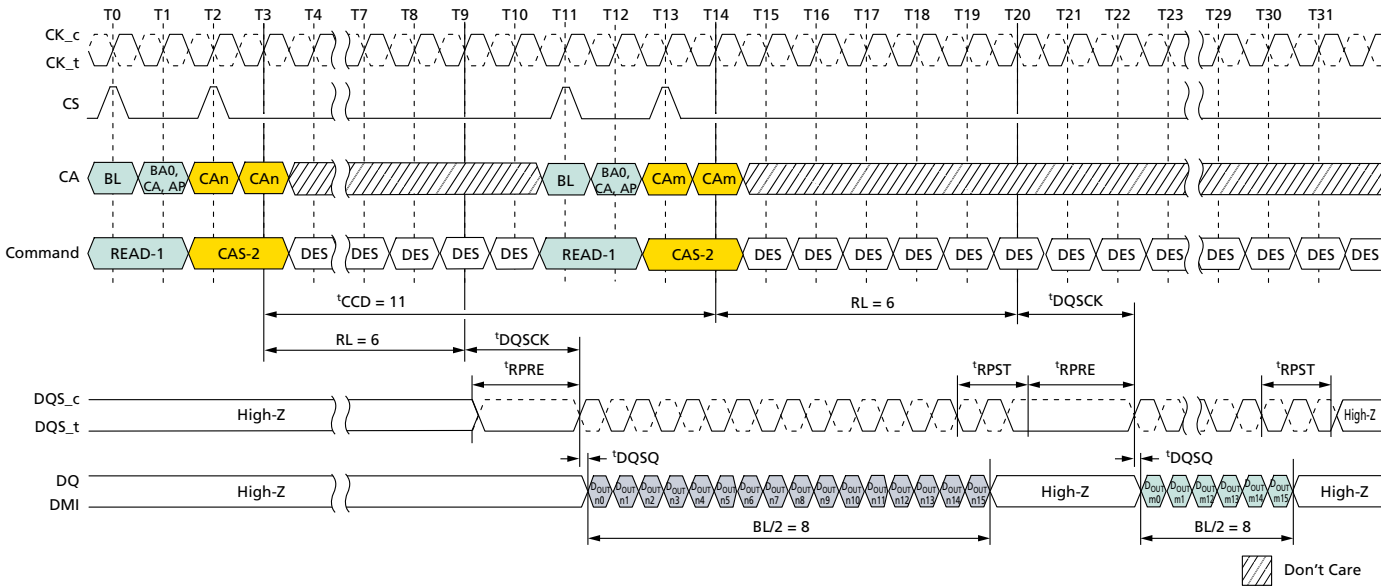 T0 T1 T2 T3 T4 T7 T8 T9 T10 T11 T12 T13 T14 T15 T16 T17 T18 T19 T20 T21 T22 T23 T29 T30 T31
CK_c
CK_t
CS
CA BL BA0, CA, AP CAn CAn BL BA0, CA, AP CAm CAm
Command READ-1 CAS-2 DES DES DES DES DES READ-1 CAS-2 DES DES DES DES DES DES DES DES DES DES DES DES DES
tCCD = 11 RL = 6 tDQSCK
RL = 6 tDQSCK
tRPRE tRPST tRPRE tRPST
DQS_c
DQS_t
High-Z High-Z
tDQSQ tDQSQ
DQ
DMI
High-Z DOUT n0 DOUT n1 DOUT n2 DOUT n3 DOUT n4 DOUT n5 DOUT n6 DOUT n7 DOUT n8 DOUT n9 DOUT n10 DOUT n11 DOUT n12 DOUT n13 DOUT n14 DOUT n15 High-Z DOUT m0 DOUT m1 DOUT m12 DOUT m13 DOUT m14 DOUT m15 High-Z
BL/2 = 8 BL/2 = 8
Don't Care